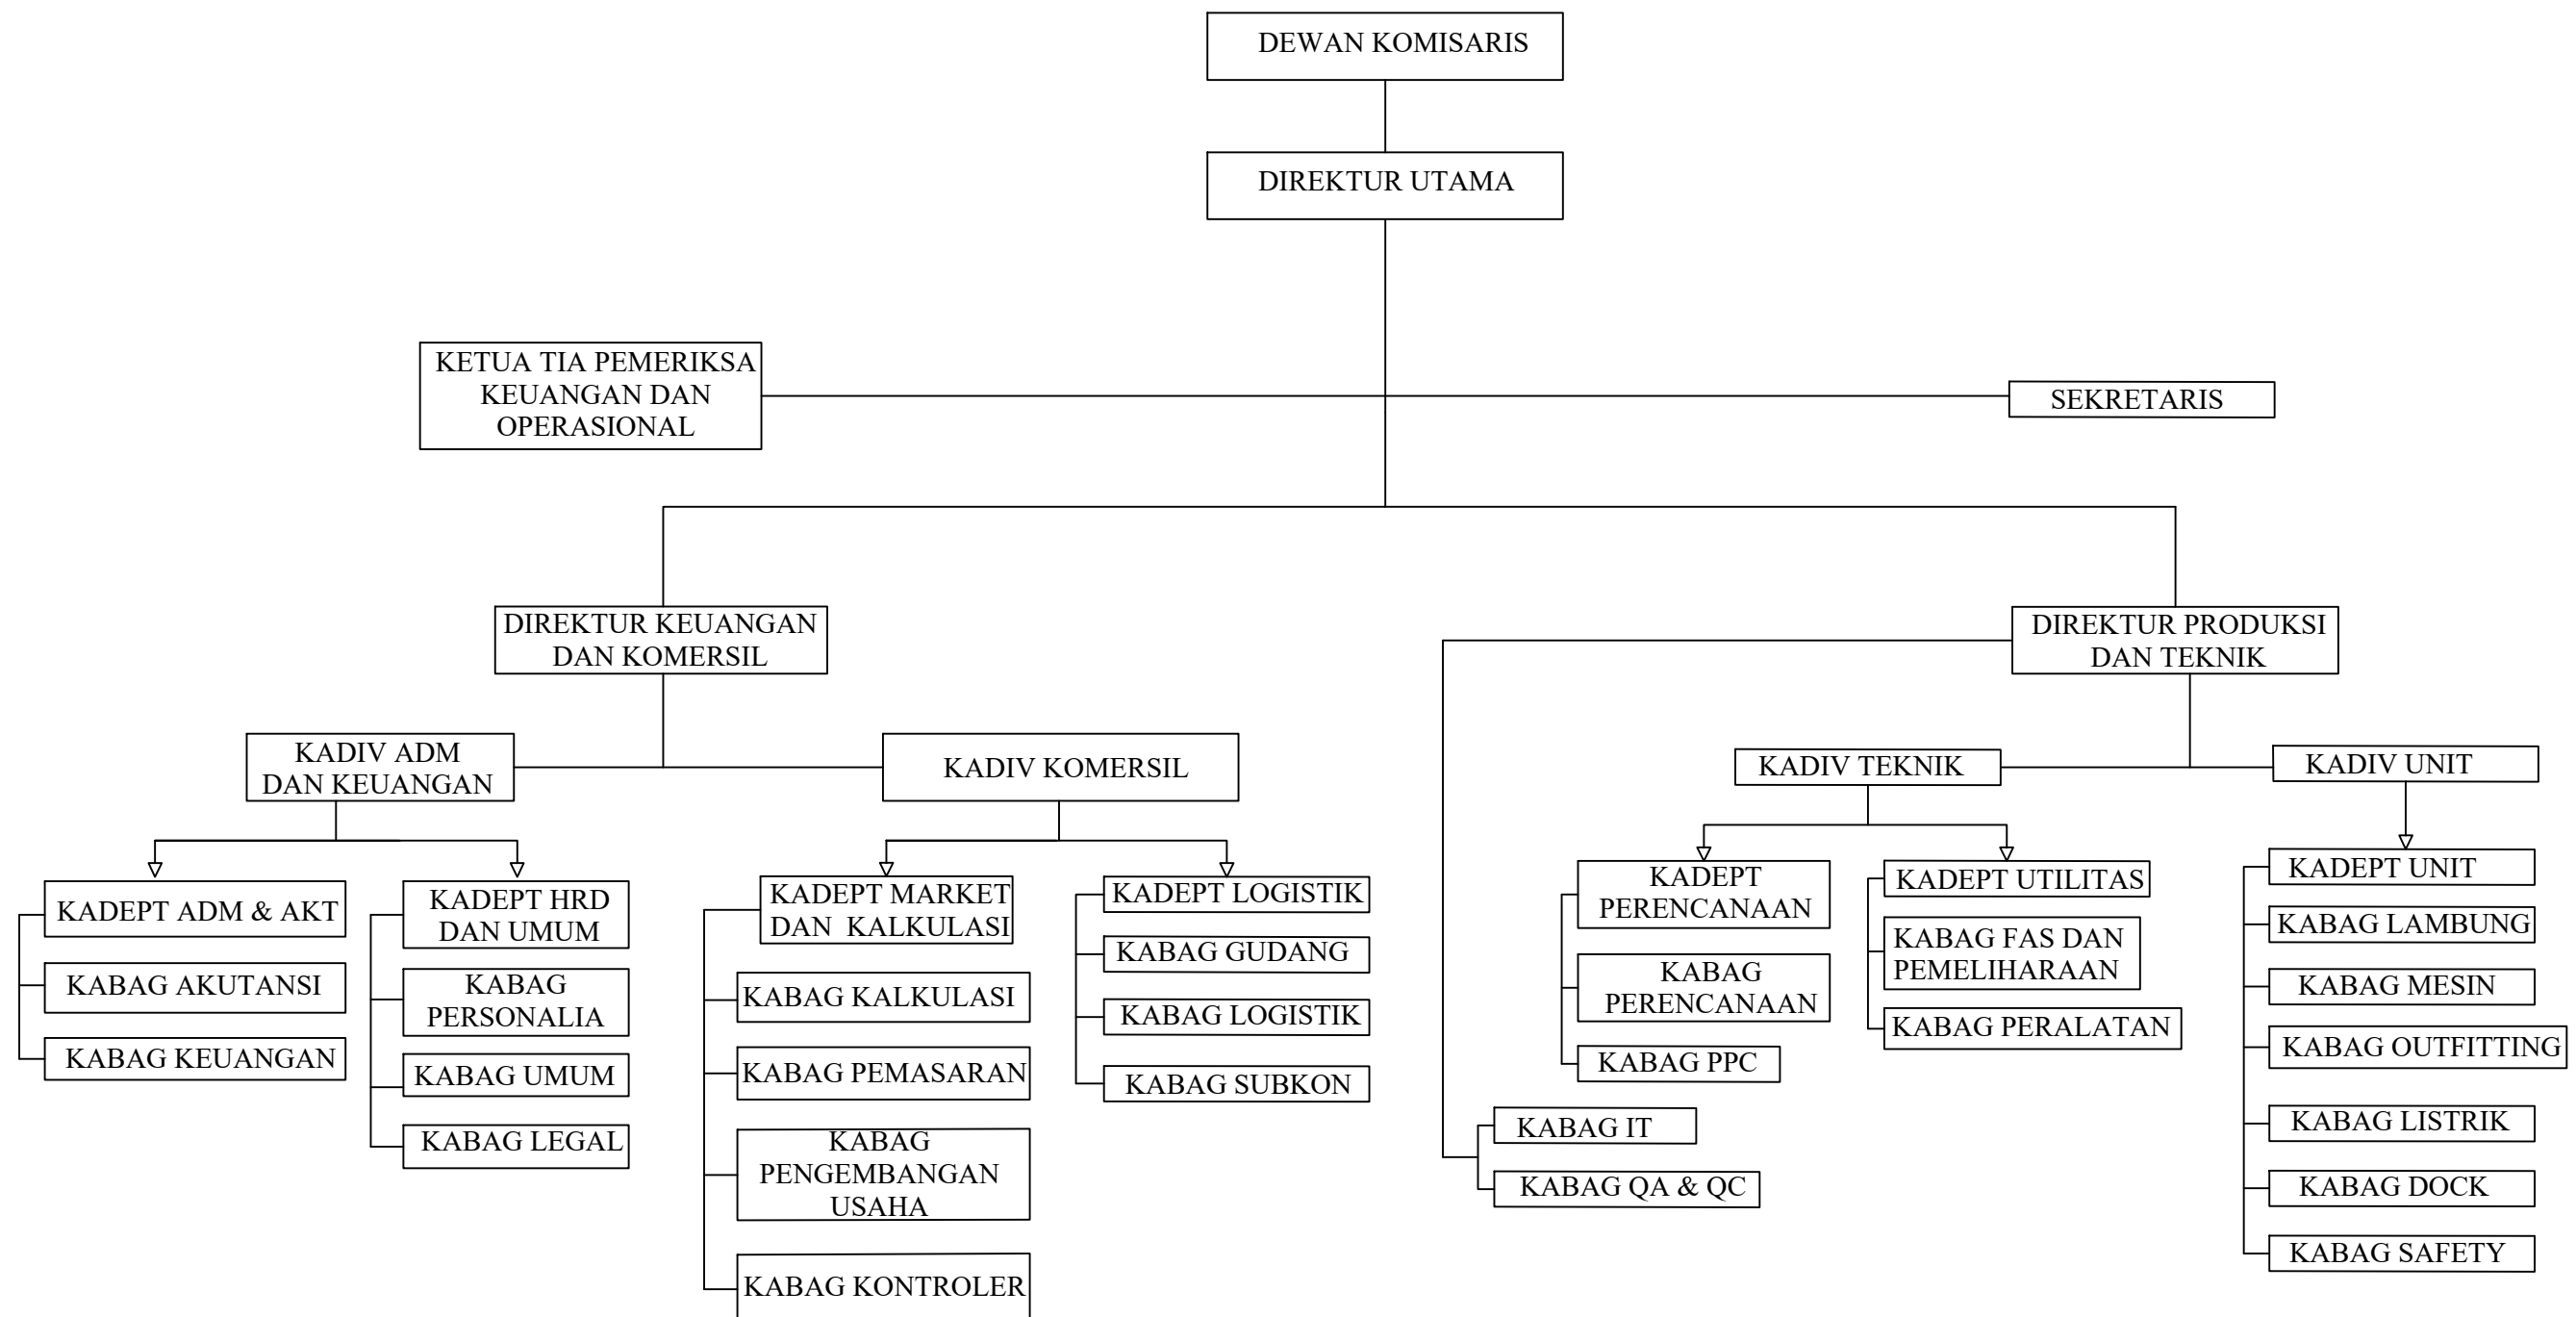 DEWAN KOMISARIS
DIREKTUR UTAMA
KETUA TIA PEMERIKSA
KEUANGAN DAN
OPERASIONAL
SEKRETARIS
DIREKTUR KEUANGAN
DAN KOMERSIL
DIREKTUR PRODUKSI
DAN TEKNIK
KADIV ADM
DAN KEUANGAN
KADIV KOMERSIL
KADIV TEKNIK
KADIV UNIT
KADEPT ADM & AKT
KABAG AKUTANSI
KABAG KEUANGAN
KADEPT HRD
DAN UMUM
KABAG
PERSONALIA
KABAG UMUM
KABAG LEGAL
KADEPT MARKET
DAN KALKULASI
KABAG KALKULASI
KABAG PEMASARAN
KABAG
PENGEMBANGAN
USAHA
KABAG KONTROLER
KADEPT LOGISTIK
KABAG GUDANG
KABAG LOGISTIK
KABAG SUBKON
KADEPT
PERENCANAAN
KABAG
PERENCANAAN
KABAG PPC
KABAG IT
KABAG QA & QC
KADEPT UTILITAS
KABAG FAS DAN
PEMELIHARAAN
KABAG PERALATAN
KADEPT UNIT
KABAG LAMBUNG
KABAG MESIN
KABAG OUTFITTING
KABAG LISTRIK
KABAG DOCK
KABAG SAFETY